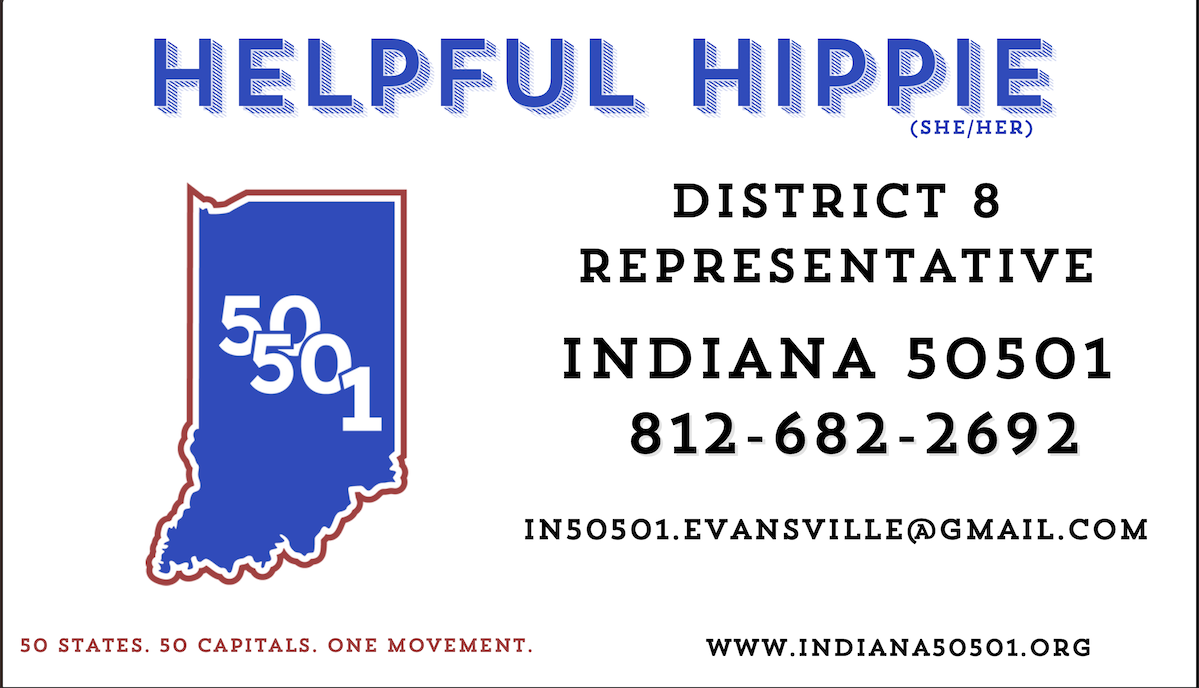 HELPFUL HIPPIE
(SHE/HER)
DISTRICT 8
REPRESENTATIVE
INDIANA 50501
812-682-2692
IN50501.EVANSVILLE@GMAIL.COM
50
50
1
50 STATES. 50 CAPITALS. ONE MOVEMENT.
WWW.INDIANA50501.ORG